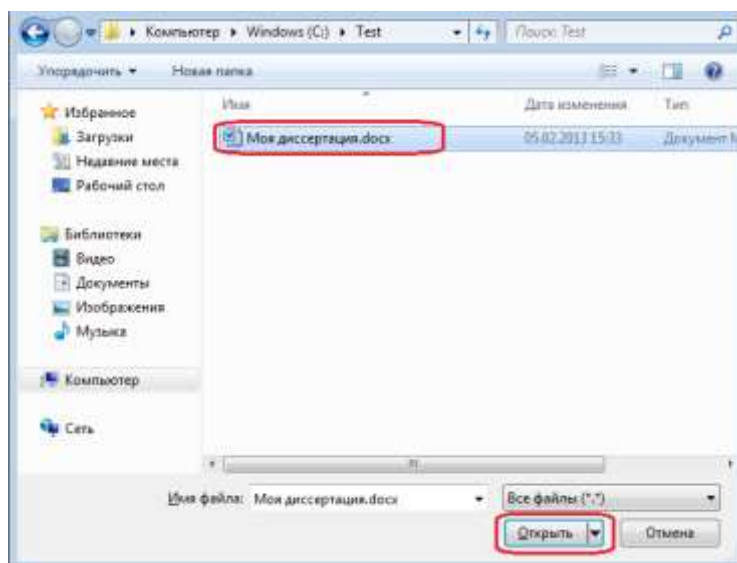 Компьютер ▸ Windows (C:) ▸ Test
Поиск: Test
Упорядочить
Новая папка
Имя
Дата изменения
Тип
Моя диссертация.docx
05.02.2013 15:33
Документ M
Избранное
Загрузки
Недавние места
Рабочий стол
Библиотеки
Видео
Документы
Изображения
Музыка
Компьютер
Сеть
Имя файла: Моя диссертация.docx
Все файлы (*.*)
Открыть
Отмена